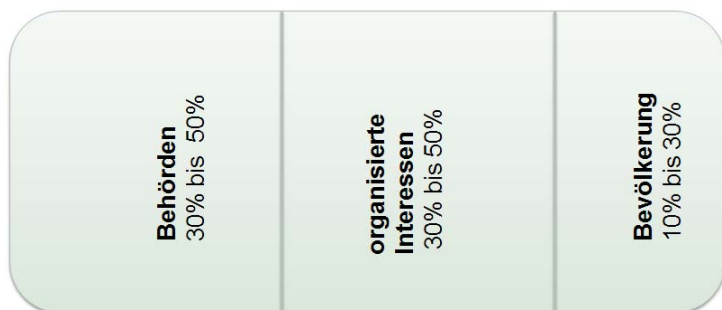 Behörden
30% bis 50%
organisierte
Interessen
30% bis 50%
Bevölkerung
10% bis 30%